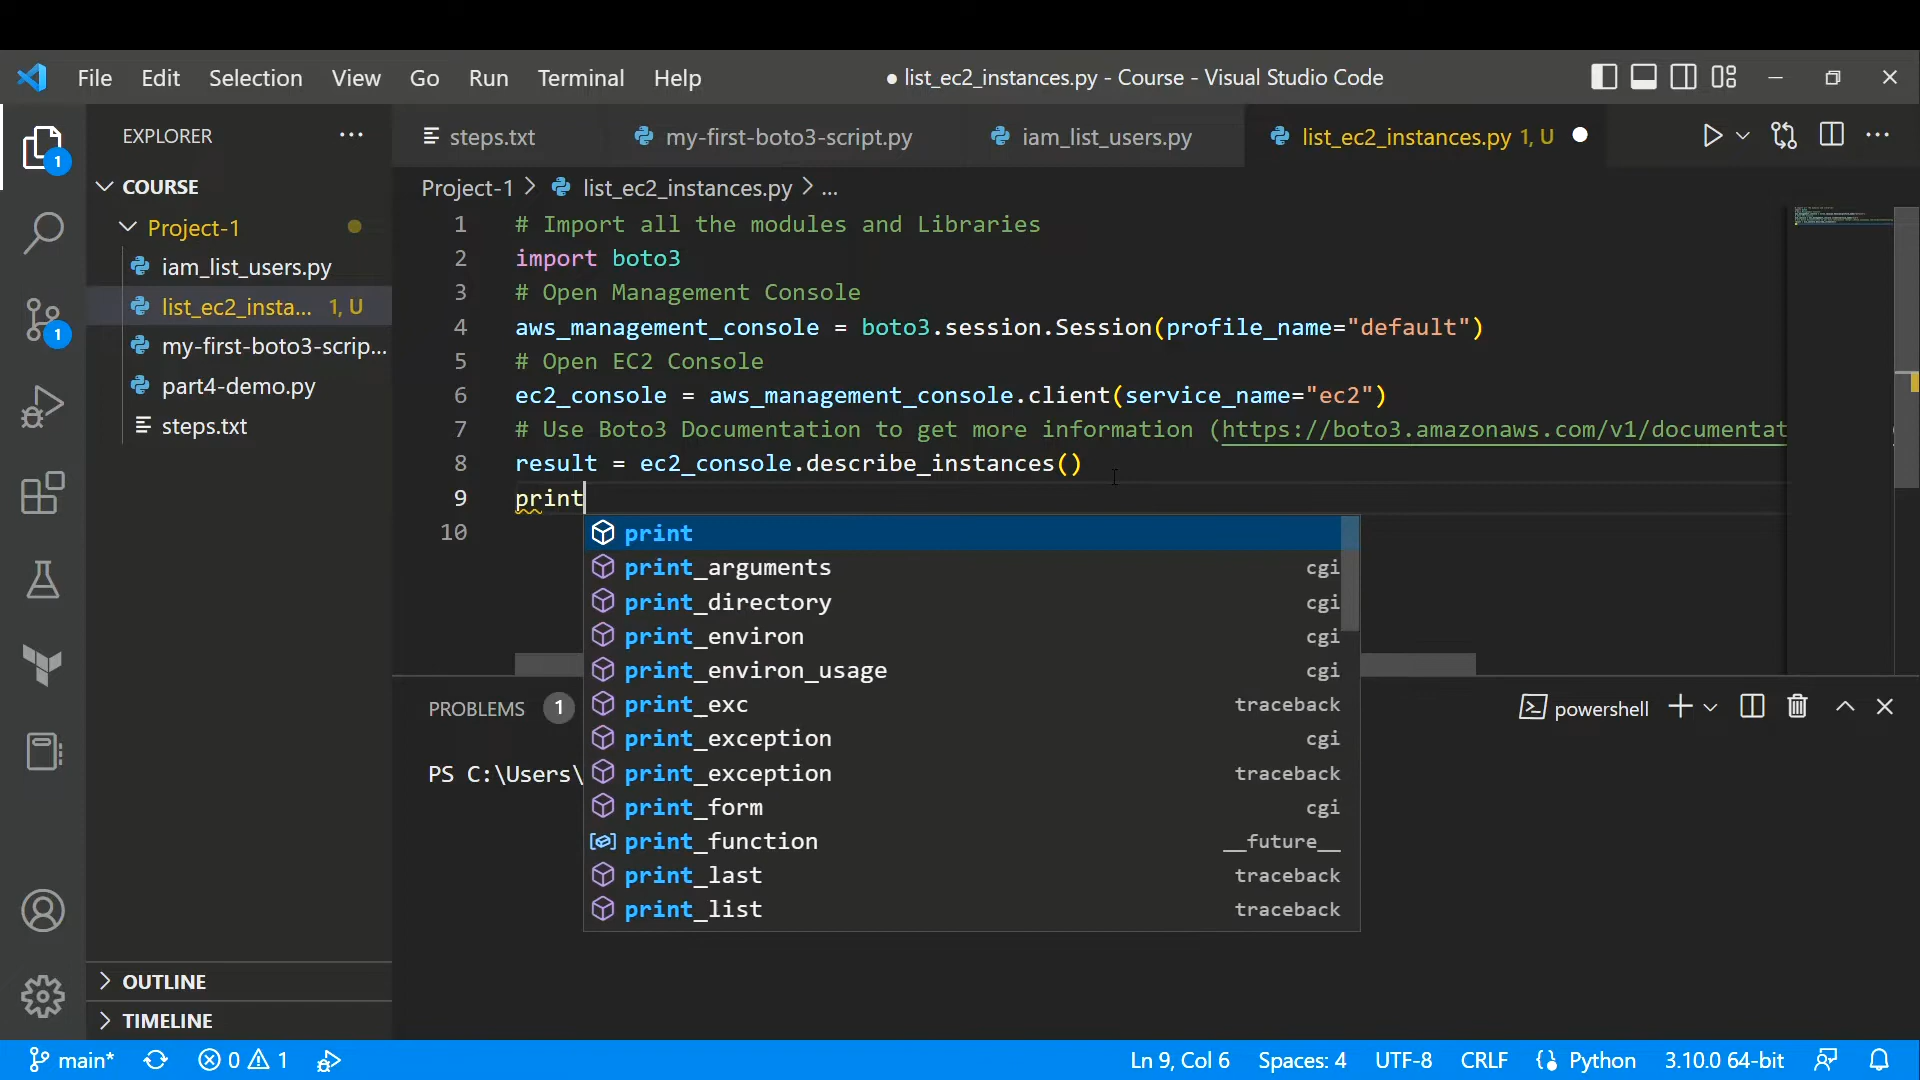 File Edit Selection View Go Run Terminal Help
● list_ec2_instances.py - Course - Visual Studio Code
1
EXPLORER ···
steps.txt
my-first-boto3-script.py
iam_list_users.py
list_ec2_instances.py 1, U
COURSE
Project-1
iam_list_users.py
list_ec2_insta... 1, U
my-first-boto3-scrip...
part4-demo.py
steps.txt
1
Project-1 > list_ec2_instances.py > ...
1 # Import all the modules and Libraries
2 import boto3
3 # Open Management Console
4 aws_management_console = boto3.session.Session(profile_name="default")
5 # Open EC2 Console
6 ec2_console = aws_management_console.client(service_name="ec2")
7 # Use Boto3 Documentation to get more information (https://boto3.amazonaws.com/v1/documentat
8 result = ec2_console.describe_instances()
9 print
10
print
print_arguments cgi
print_directory cgi
print_environ cgi
print_environ_usage cgi
print_exc traceback
print_exception cgi
print_exception traceback
print_form cgi
print_function __future__
print_last traceback
print_list traceback
PROBLEMS 1
powershell
PS C:\Users\
OUTLINE
TIMELINE
main* 0 1
Ln 9, Col 6 Spaces: 4 UTF-8 CRLF Python 3.10.0 64-bit